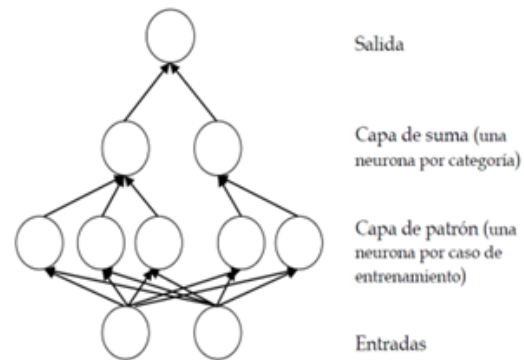 Salida
Capa de suma (una
neurona por categoría)
Capa de patrón (una
neurona por caso de
entrenamiento)
Entradas